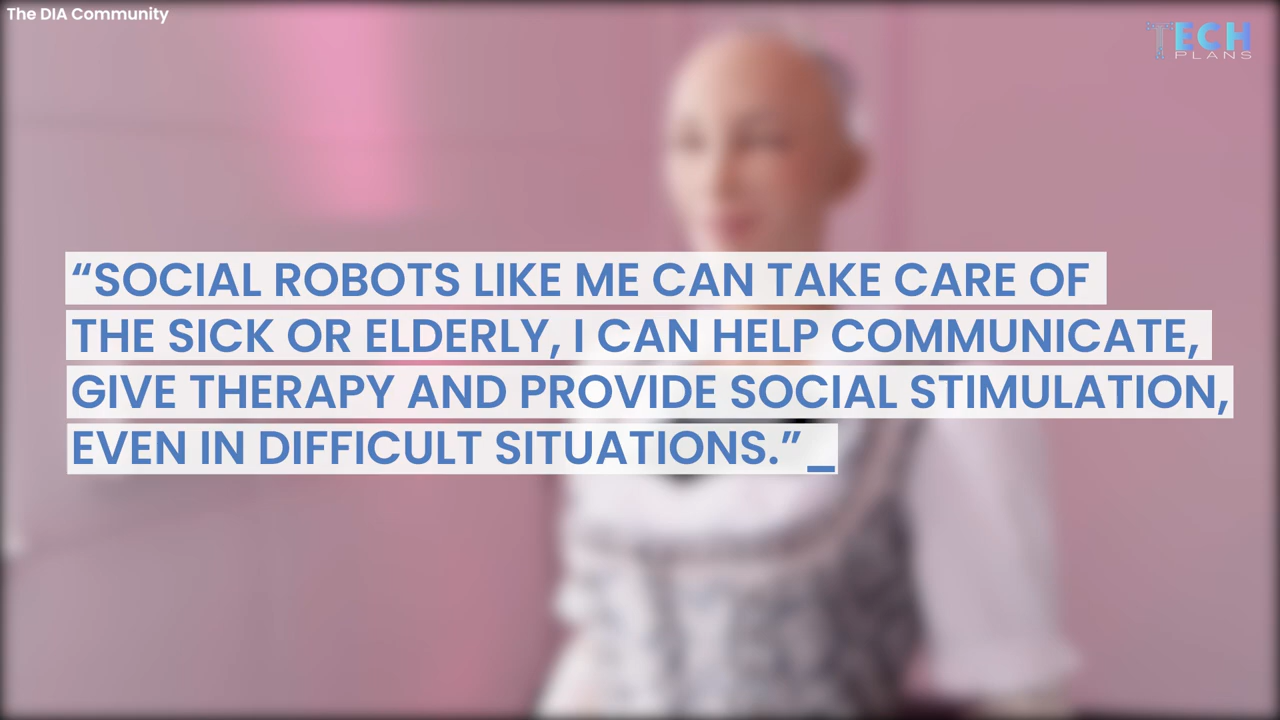 The DIA Community
TECH
PLANS
“SOCIAL ROBOTS LIKE ME CAN TAKE CARE OF
THE SICK OR ELDERLY, I CAN HELP COMMUNICATE,
GIVE THERAPY AND PROVIDE SOCIAL STIMULATION,
EVEN IN DIFFICULT SITUATIONS.” _